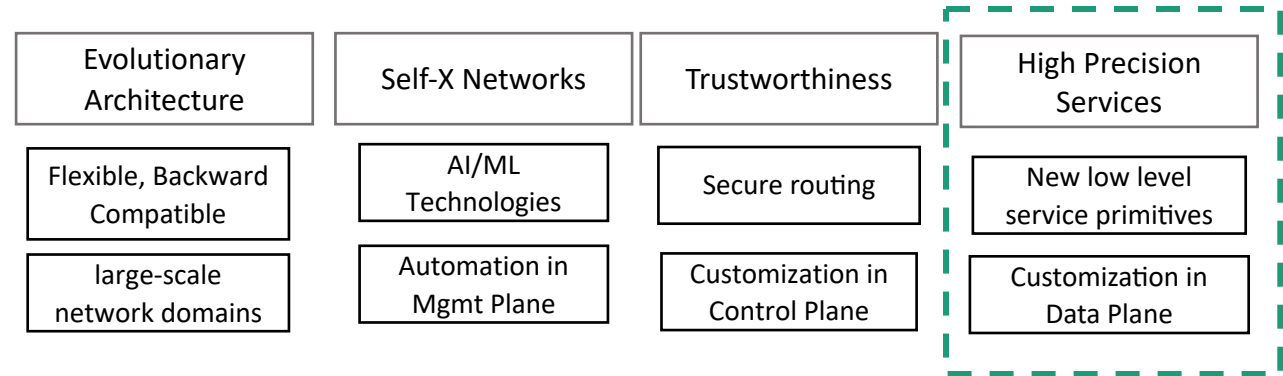 Evolutionary
Architecture
Flexible, Backward
Compatible
large-scale
network domains
Self-X Networks
AI/ML
Technologies
Automation in
Mgmt Plane
Trustworthiness
Secure routing
Customization in
Control Plane
High Precision
Services
New low level
service primitives
Customization in
Data Plane